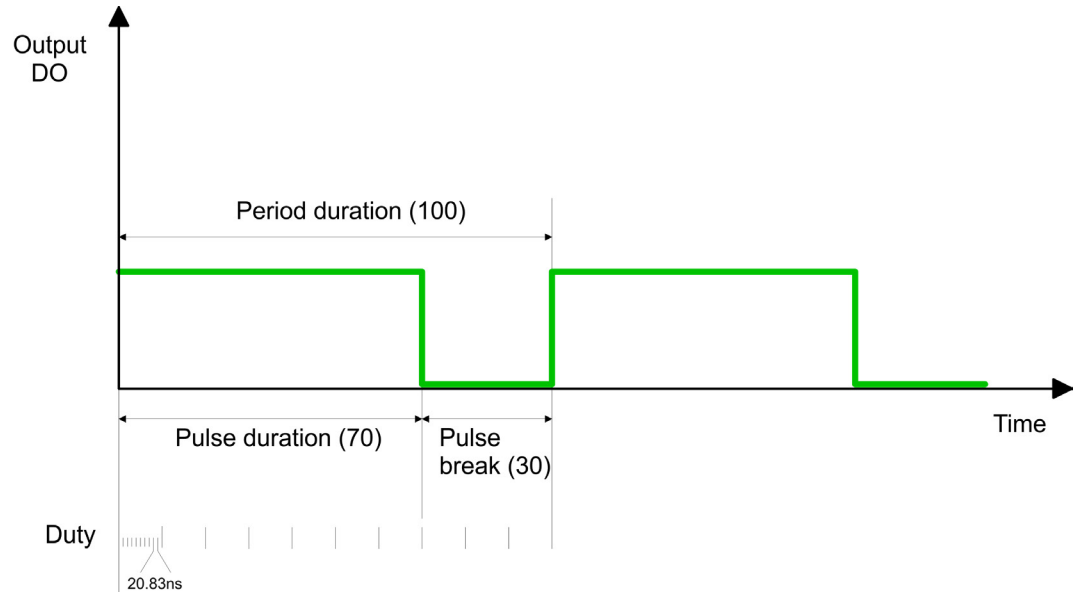 Output
DO
Period duration (100)
Pulse duration (70)
Pulse
break (30)
Time
Duty
20.83ns